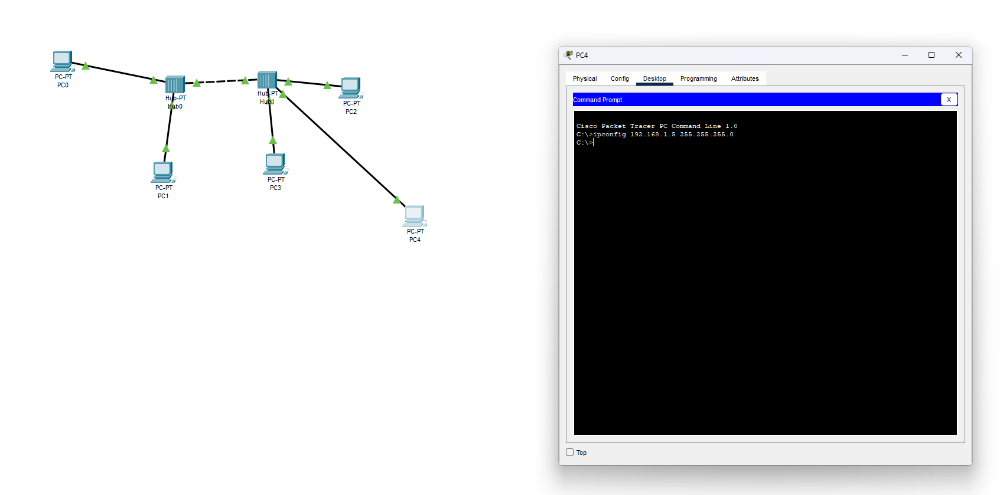 PC-PT
PC0
Hub-PT
Hub0
Hub-PT
Hub1
PC-PT
PC2
PC-PT
PC1
PC-PT
PC3
PC-PT
PC4
PC4
Physical Config Desktop Programming Attributes
Command Prompt X
Cisco Packet Tracer PC Command Line 1.0
C:\>ipconfig 192.168.1.5 255.255.255.0
C:\>
Top